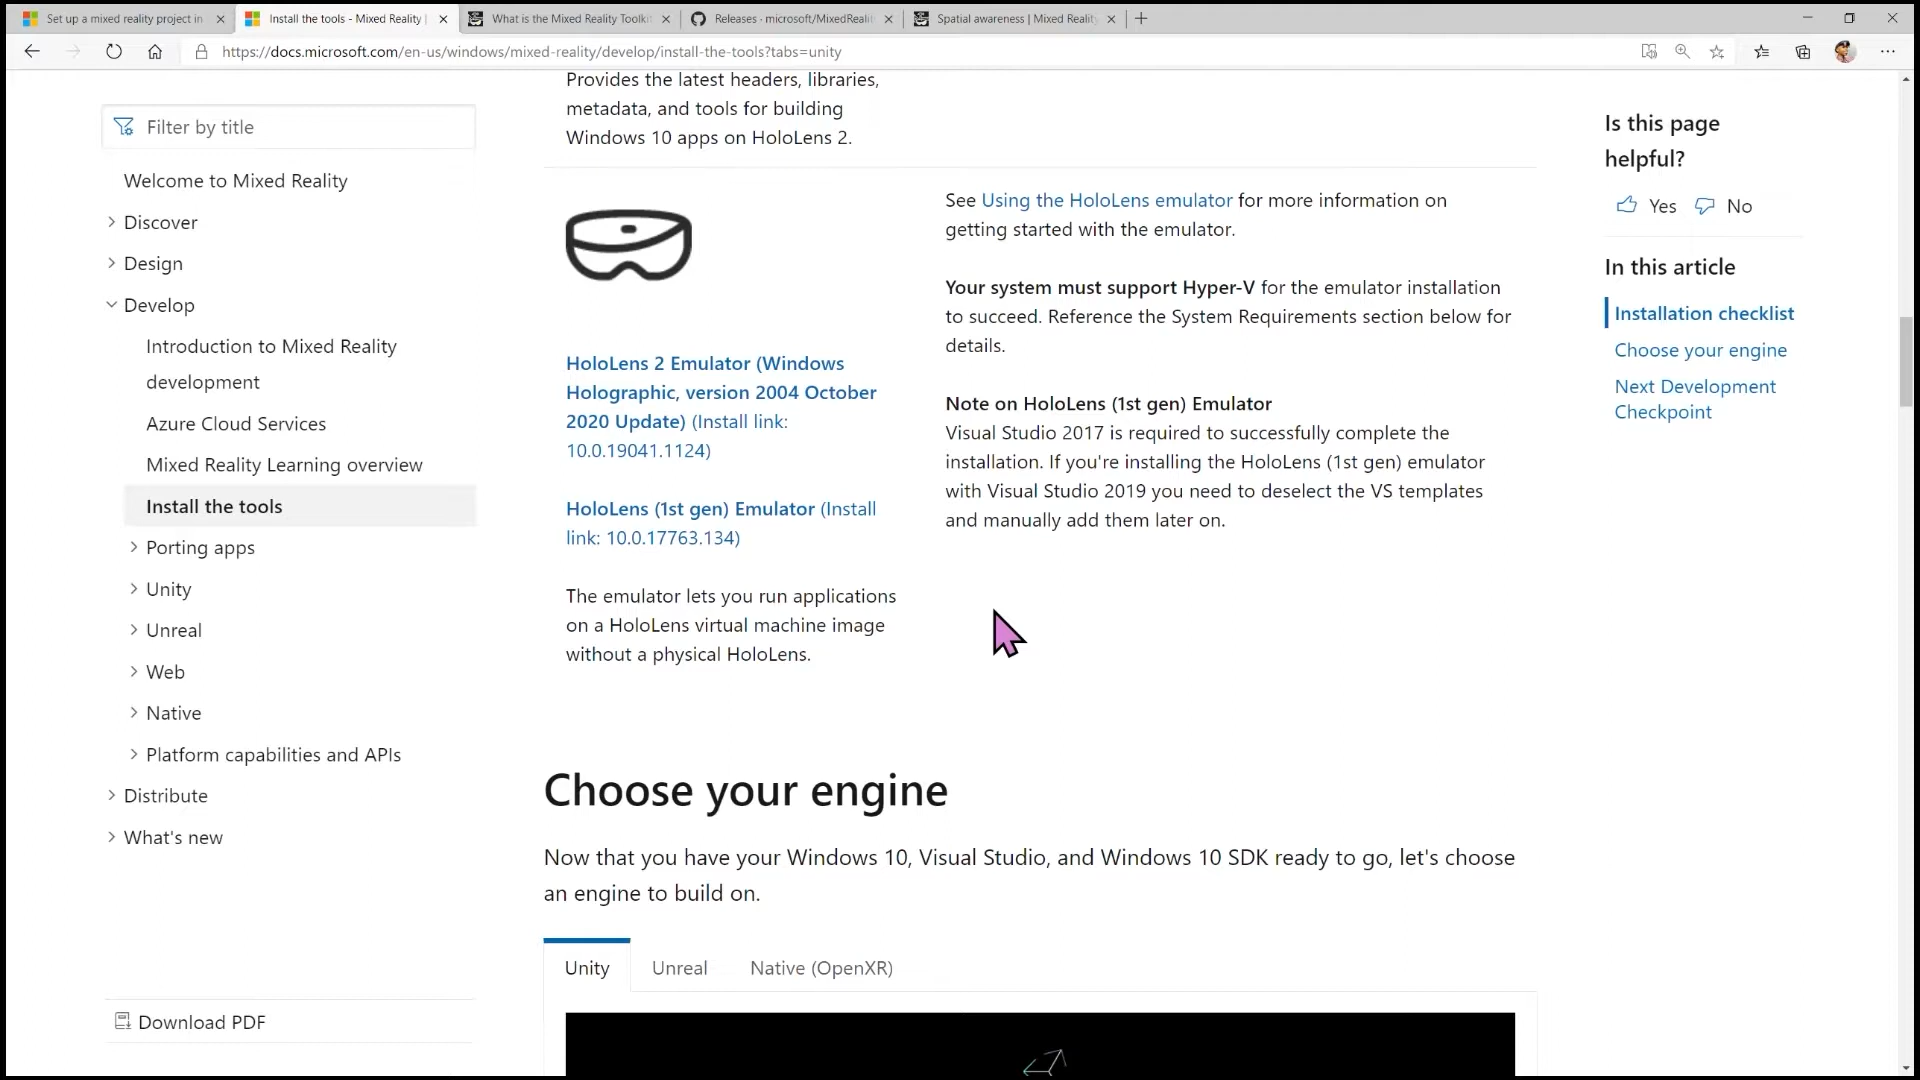 Set up a mixed reality project in
Install the tools - Mixed Reality |
What is the Mixed Reality Toolkit
Releases · microsoft/MixedReali
Spatial awareness | Mixed Reality
https://docs.microsoft.com/en-us/windows/mixed-reality/develop/install-the-tools?tabs=unity
Filter by title
Welcome to Mixed Reality
Discover
Design
Develop
Introduction to Mixed Reality
development
Azure Cloud Services
Mixed Reality Learning overview
Install the tools
Porting apps
Unity
Unreal
Web
Native
Platform capabilities and APIs
Distribute
What's new
Download PDF
Provides the latest headers, libraries,
metadata, and tools for building
Windows 10 apps on HoloLens 2.
HoloLens 2 Emulator (Windows
Holographic, version 2004 October
2020 Update) (Install link:
10.0.19041.1124)
HoloLens (1st gen) Emulator (Install
link: 10.0.17763.134)
The emulator lets you run applications
on a HoloLens virtual machine image
without a physical HoloLens.
See Using the HoloLens emulator for more information on
getting started with the emulator.
Your system must support Hyper-V for the emulator installation
to succeed. Reference the System Requirements section below for
details.
Note on HoloLens (1st gen) Emulator
Visual Studio 2017 is required to successfully complete the
installation. If you're installing the HoloLens (1st gen) emulator
with Visual Studio 2019 you need to deselect the VS templates
and manually add them later on.
Choose your engine
Now that you have your Windows 10, Visual Studio, and Windows 10 SDK ready to go, let's choose
an engine to build on.
Unity
Unreal
Native (OpenXR)
Is this page
helpful?
Yes
No
In this article
Installation checklist
Choose your engine
Next Development
Checkpoint